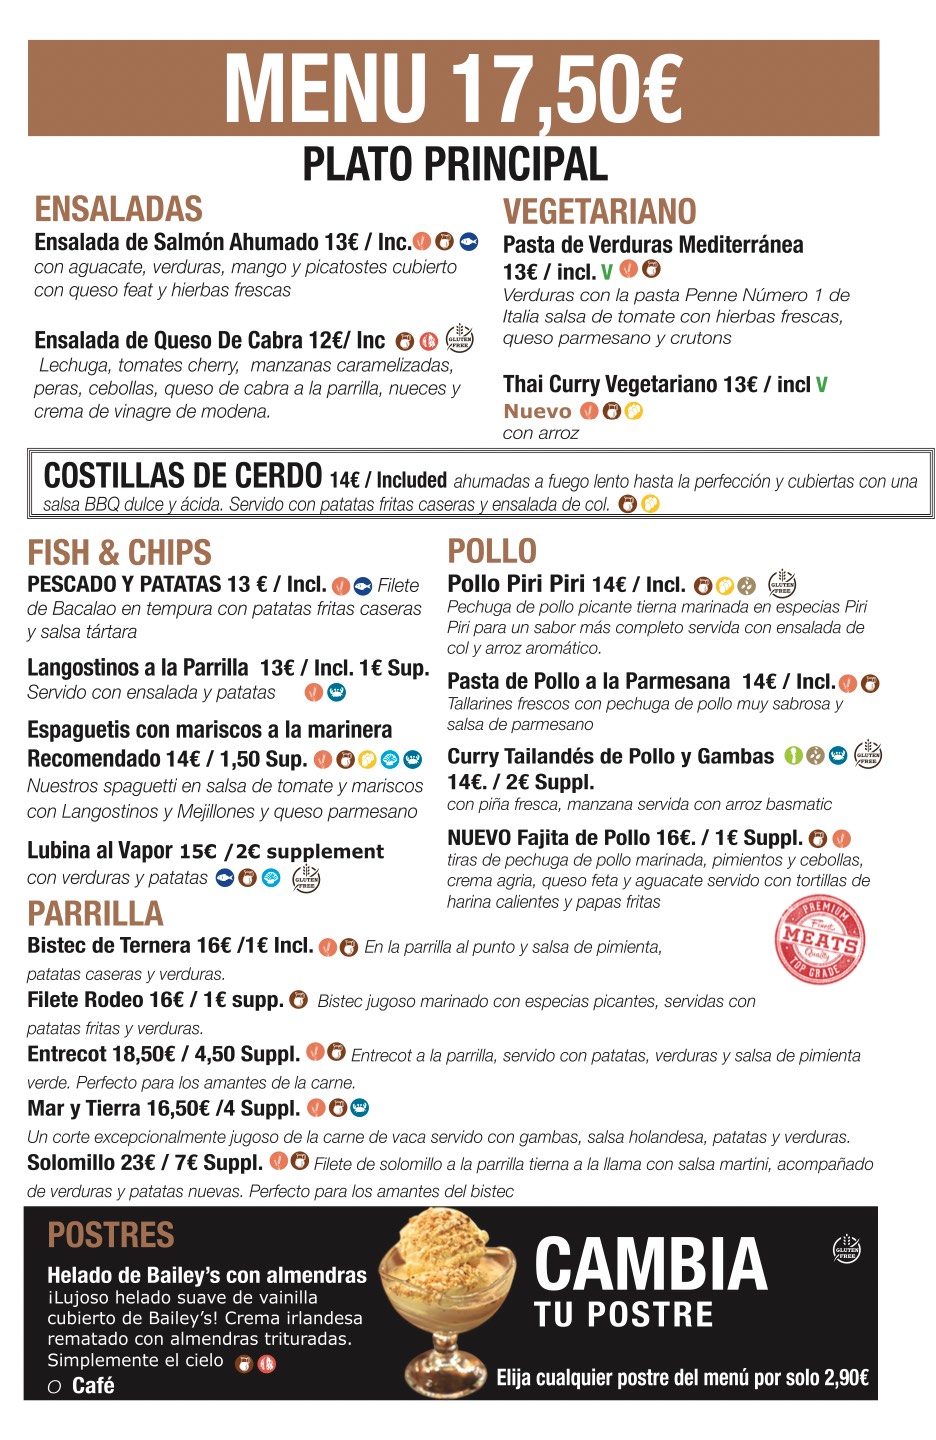 MENU 17,50€
PLATO PRINCIPAL
ENSALADAS
Ensalada de Salmón Ahumado 13€ / Inc.
con aguacate, verduras, mango y picatostes cubierto
con queso feat y hierbas frescas
Ensalada de Queso De Cabra 12€/ Inc
GLUTEN
FREE
Lechuga, tomates cherry, manzanas caramelizadas,
peras, cebollas, queso de cabra a la parrilla, nueces y
crema de vinagre de modena.
VEGETARIANO
Pasta de Verduras Mediterránea
13€ / incl. V
Verduras con la pasta Penne Número 1 de
Italia salsa de tomate con hierbas frescas,
queso parmesano y crutons
Thai Curry Vegetariano 13€ / incl V
Nuevo
con arroz
COSTILLAS DE CERDO 14€ / Included ahumadas a fuego lento hasta la perfección y cubiertas con una
salsa BBQ dulce y ácida. Servido con patatas fritas caseras y ensalada de col.
FISH & CHIPS
PESCADO Y PATATAS 13 € / Incl. Filete
de Bacalao en tempura con patatas fritas caseras
y salsa tártara
Langostinos a la Parrilla 13€ / Incl. 1€ Sup.
Servido con ensalada y patatas
Espaguetis con mariscos a la marinera
Recomendado 14€ / 1,50 Sup.
Nuestros spaguetti en salsa de tomate y mariscos
con Langostinos y Mejillones y queso parmesano
Lubina al Vapor 15€ /2€ supplement
con verduras y patatas
GLUTEN
FREE
POLLO
Pollo Piri Piri 14€ / Incl.
GLUTEN
FREE
Pechuga de pollo picante tierna marinada en especias Piri
Piri para un sabor más completo servida con ensalada de
col y arroz aromático.
Pasta de Pollo a la Parmesana 14€ / Incl.
Tallarines frescos con pechuga de pollo muy sabrosa y
salsa de parmesano
Curry Tailandés de Pollo y Gambas
GLUTEN
FREE
14€. / 2€ Suppl.
con piña fresca, manzana servida con arroz basmatic
NUEVO Fajita de Pollo 16€. / 1€ Suppl.
tiras de pechuga de pollo marinada, pimientos y cebollas,
crema agria, queso feta y aguacate servido con tortillas de
harina calientes y papas fritas
PREMIUM
Finest
MEATS
Quality
TOP GRADE
PARRILLA
Bistec de Ternera 16€ /1€ Incl. En la parrilla al punto y salsa de pimienta,
patatas caseras y verduras.
Filete Rodeo 16€ / 1€ supp. Bistec jugoso marinado con especias picantes, servidas con
patatas fritas y verduras.
Entrecot 18,50€ / 4,50 Suppl. Entrecot a la parrilla, servido con patatas, verduras y salsa de pimienta
verde. Perfecto para los amantes de la carne.
Mar y Tierra 16,50€ /4 Suppl.
Un corte excepcionalmente jugoso de la carne de vaca servido con gambas, salsa holandesa, patatas y verduras.
Solomillo 23€ / 7€ Suppl. Filete de solomillo a la parrilla tierna a la llama con salsa martini, acompañado
de verduras y patatas nuevas. Perfecto para los amantes del bistec
POSTRES
Helado de Bailey's con almendras
¡Lujoso helado suave de vainilla
cubierto de Bailey's! Crema irlandesa
rematado con almendras trituradas.
Simplemente el cielo
O Café
CAMBIA
TU POSTRE
GLUTEN
FREE
Elija cualquier postre del menú por solo 2,90€